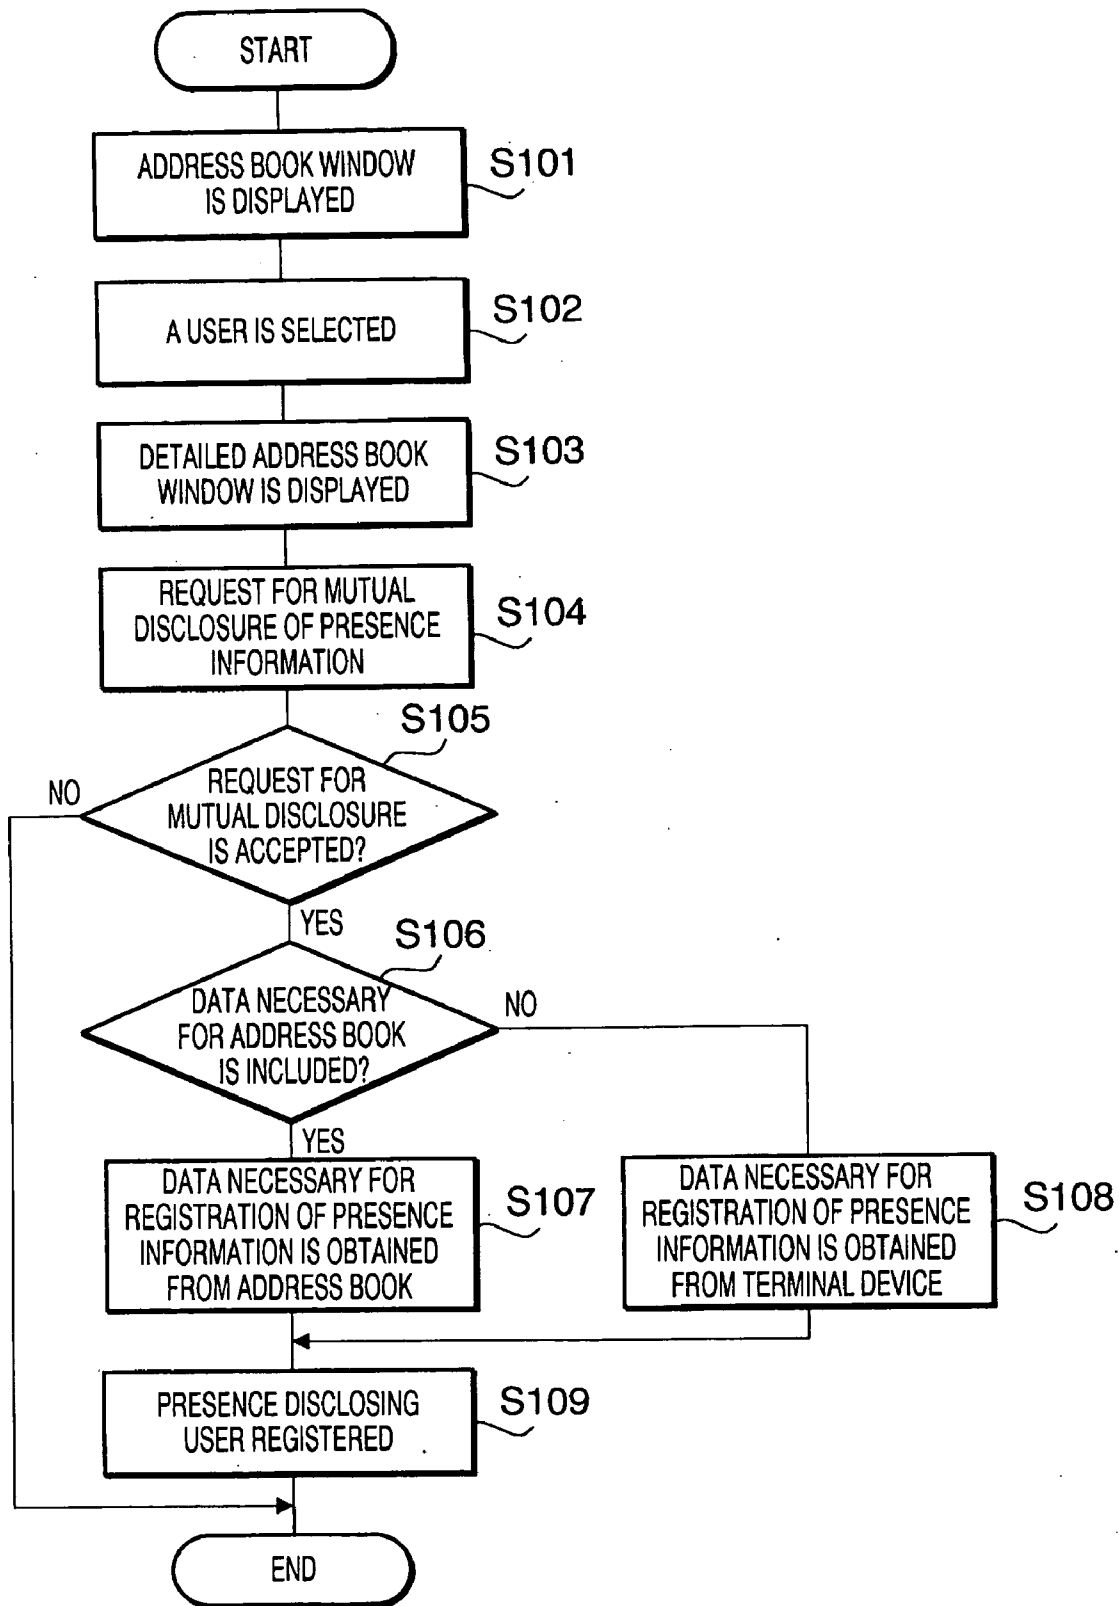 START
ADDRESS BOOK WINDOW
IS DISPLAYED
S101
A USER IS SELECTED
S102
DETAILED ADDRESS BOOK
WINDOW IS DISPLAYED
S103
REQUEST FOR MUTUAL
DISCLOSURE OF PRESENCE
INFORMATION
S104
S105
REQUEST FOR
MUTUAL DISCLOSURE
IS ACCEPTED?
NO
YES
S106
DATA NECESSARY
FOR ADDRESS BOOK
IS INCLUDED?
NO
YES
DATA NECESSARY FOR
REGISTRATION OF PRESENCE
INFORMATION IS OBTAINED
FROM ADDRESS BOOK
S107
DATA NECESSARY FOR
REGISTRATION OF PRESENCE
INFORMATION IS OBTAINED
FROM TERMINAL DEVICE
S108
PRESENCE DISCLOSING
USER REGISTERED
S109
END